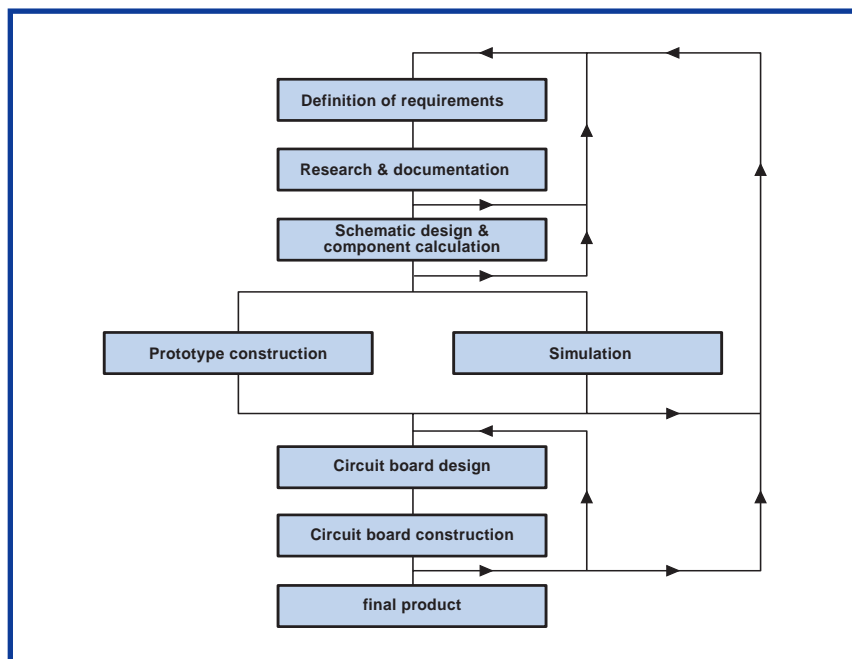 Definition of requirements
Research & documentation
Schematic design &
component calculation
Prototype construction
Simulation
Circuit board design
Circuit board construction
final product